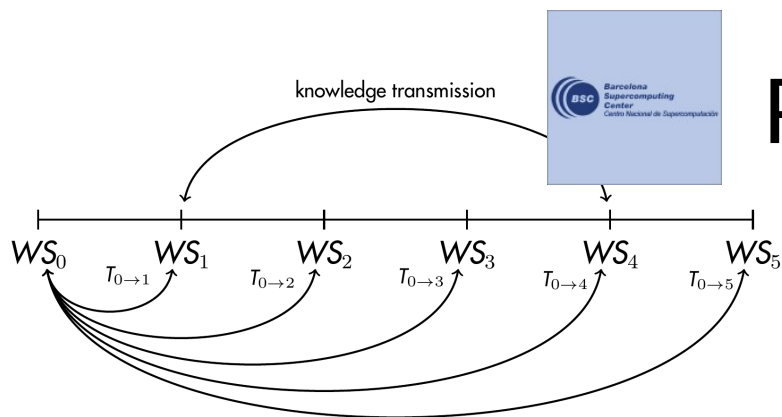 knowledge transmission
BSC
Barcelona
Supercomputing
Center
Centro Nacional de Supercomputación
WS₀ WS₁ WS₂ WS₃ WS₄ WS₅
T₀→₁ T₀→₂ T₀→₃ T₀→₄ T₀→₅